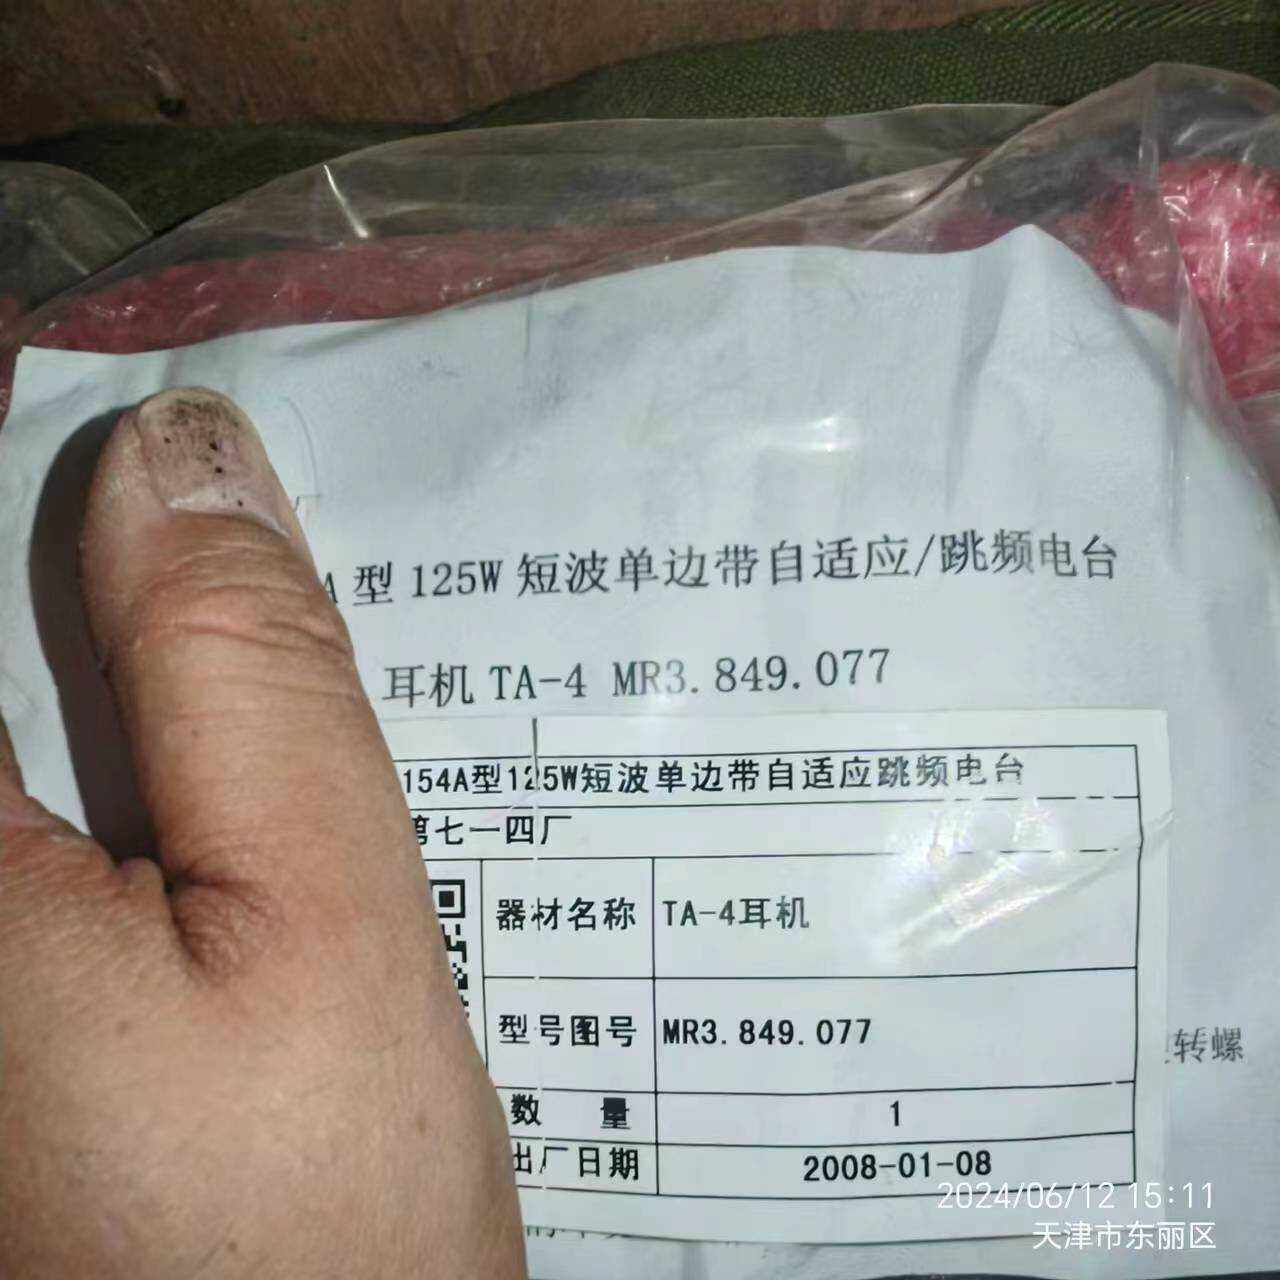 A型 125W 短波单边带自适应/跳频电台
耳机 TA-4 MR3.849.077
154A型125W短波单边带自适应跳频电台
第七一四厂
器材名称 TA-4耳机
型号图号 MR3.849.077
数 量 1
出厂日期 2008-01-08
转螺
2024/06/12 15:11
天津市东丽区